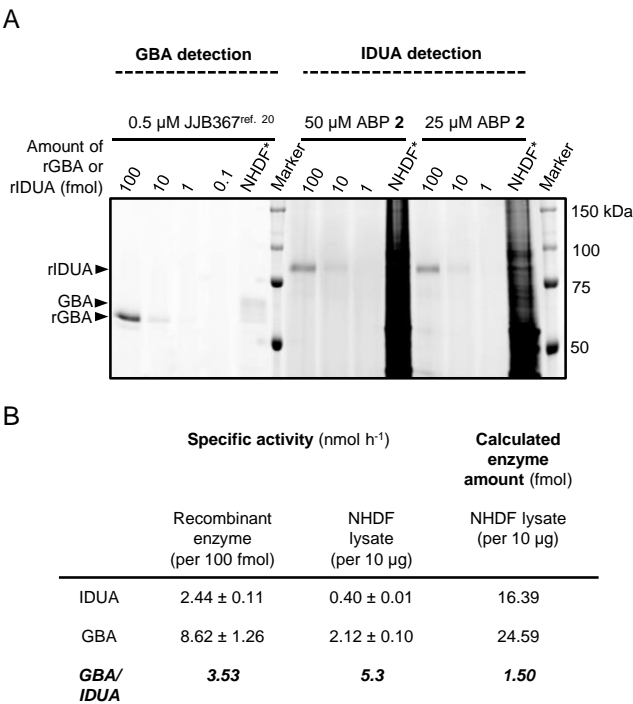 A
GBA detection IDUA detection
0.5 µM JJB367ref. 20 50 µM ABP 2 25 µM ABP 2
Amount of
rGBA or
rIDUA (fmol)
100 10 1 0.1 NHDF* Marker 100 10 1 NHDF* 100 10 1 NHDF* Marker
150 kDa
100
rIDUA
75
GBA
rGBA
50
B
Specific activity (nmol h-1) Calculated
enzyme
amount (fmol)
Recombinant NHDF NHDF lysate
enzyme lysate (per 10 µg)
(per 100 fmol) (per 10 µg)
IDUA 2.44 ± 0.11 0.40 ± 0.01 16.39
GBA 8.62 ± 1.26 2.12 ± 0.10 24.59
GBA/ 3.53 5.3 1.50
IDUA